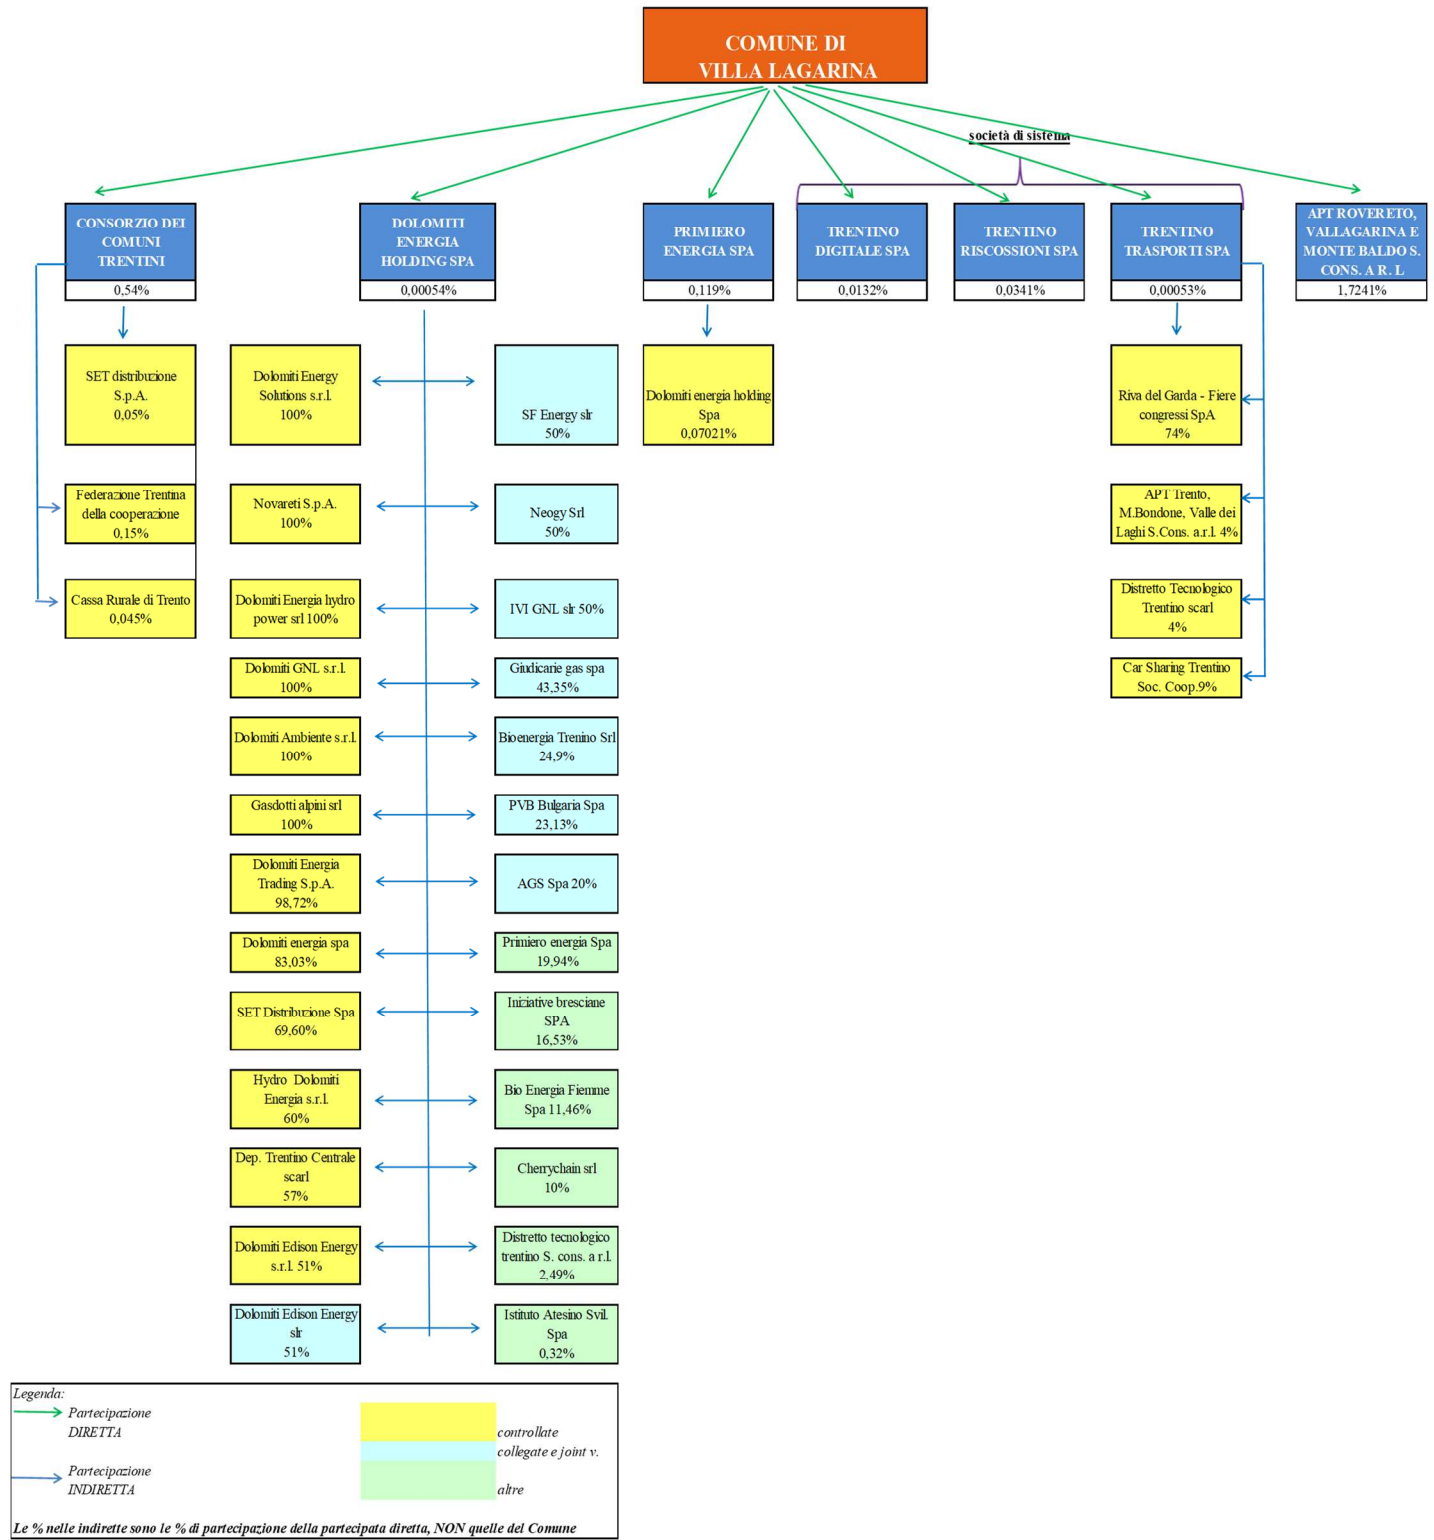 COMUNE DI
VILLA LAGARINA
società di sistema
CONSORZIO DEI
COMUNI
TRENTINI
0,54%
DOLOMITI
ENERGIA
HOLDING SPA
0,00054%
PRIMIERO
ENERGIA SPA
0,119%
TRENTINO
DIGITALE SPA
0,0132%
TRENTINO
RISCOSSIONI SPA
0,0341%
TRENTINO
TRASPORTI SPA
0,00053%
APT ROVERETO,
VALLAGARINA E
MONTE BALDO S.
CONS. A R. L
1,7241%
SET distribuzione
S.p.A.
0,05%
Federazione Trentina
della cooperazione
0,15%
Cassa Rurale di Trento
0,045%
Dolomiti Energy
Solutions s.r.l.
100%
SF Energy slr
50%
Novareti S.p.A.
100%
Neogy Srl
50%
Dolomiti Energia hydro
power srl 100%
IVI GNL slr 50%
Dolomiti GNL s.r.l.
100%
Giudicarie gas spa
43,35%
Dolomiti Ambiente s.r.l.
100%
Bioenergia Trenino Srl
24,9%
Gasdotti alpini srl
100%
PVB Bulgaria Spa
23,13%
Dolomiti Energia
Trading S.p.A.
98,72%
AGS Spa 20%
Dolomiti energia spa
83,03%
Primiero energia Spa
19,94%
SET Distribuzione Spa
69,60%
Iniziative bresciane
SPA
16,53%
Hydro Dolomiti
Energia s.r.l.
60%
Bio Energia Fiemme
Spa 11,46%
Dep. Trentino Centrale
scarl
57%
Cherrychain srl
10%
Dolomiti Edison Energy
s.r.l. 51%
Distretto tecnologico
trentino S. cons. a r.l.
2,49%
Dolomiti Edison Energy
slr
51%
Istituto Atesino Svil.
Spa
0,32%
Dolomiti energia holding
Spa
0,07021%
Riva del Garda - Fiere
congressi SpA
74%
APT Trento,
M.Bondone, Valle dei
Laghi S.Cons. a.r.l. 4%
Distretto Tecnologico
Trentino scarl
4%
Car Sharing Trentino
Soc. Coop.9%
Legenda:
Partecipazione
DIRETTA
controllate
collegate e joint v.
Partecipazione
INDIRETTA
altre
Le % nelle indirette sono le % di partecipazione della partecipata diretta, NON quelle del Comune